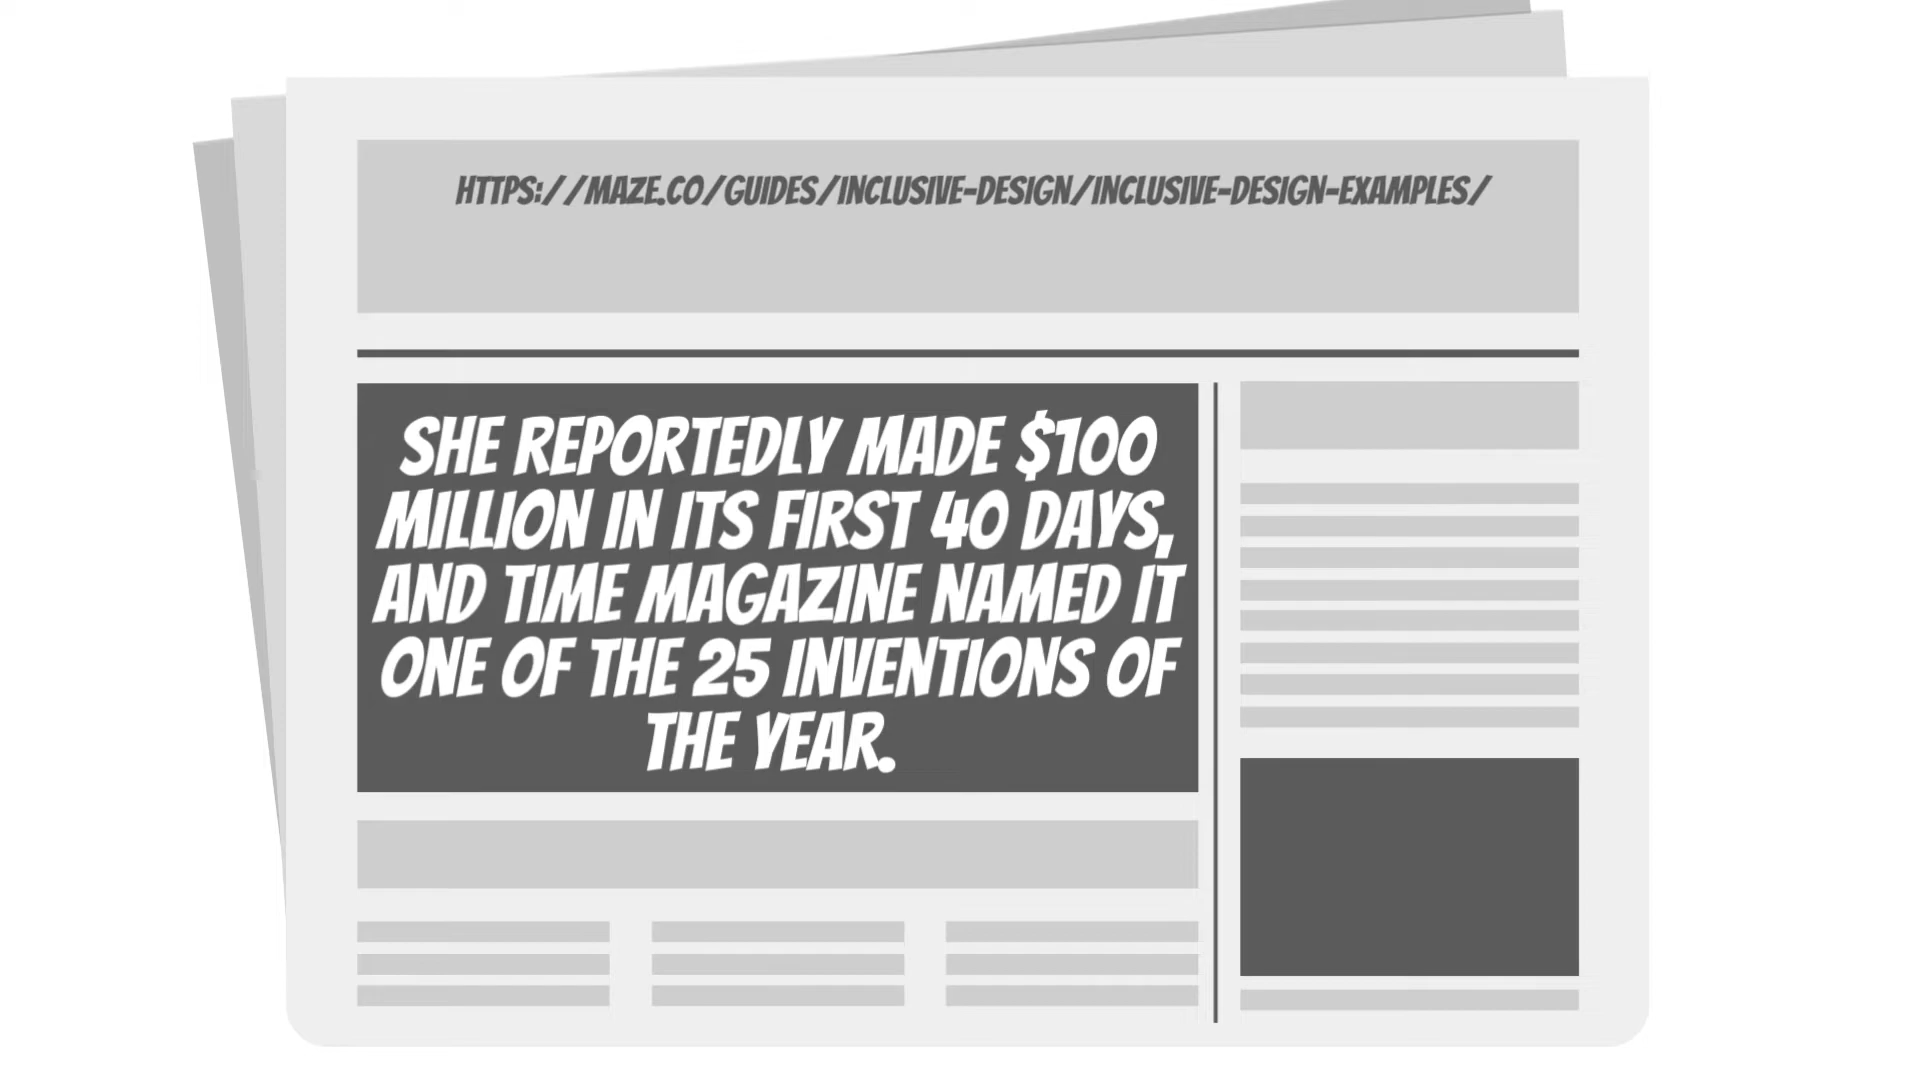 HTTPS://MAZE.CO/GUIDES/INCLUSIVE-DESIGN/INCLUSIVE-DESIGN-EXAMPLES/
SHE REPORTEDLY MADE $100
MILLION IN ITS FIRST 40 DAYS,
AND TIME MAGAZINE NAMED IT
ONE OF THE 25 INVENTIONS OF
THE YEAR.